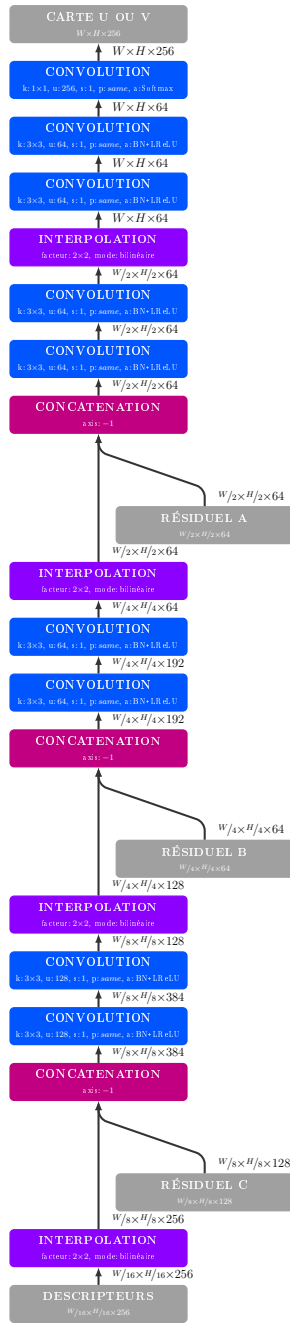 CARTE U OU V
W×H×256
W×H×256
CONVOLUTION
k: 1×1, u: 256, s: 1, p: same, a: Softmax
W×H×64
CONVOLUTION
k: 3×3, u: 64, s: 1, p: same, a: BN+LReLU
W×H×64
CONVOLUTION
k: 3×3, u: 64, s: 1, p: same, a: BN+LReLU
W×H×64
INTERPOLATION
facteur: 2×2, mode: bilinéaire
W/2×H/2×64
CONVOLUTION
k: 3×3, u: 64, s: 1, p: same, a: BN+LReLU
W/2×H/2×64
CONVOLUTION
k: 3×3, u: 64, s: 1, p: same, a: BN+LReLU
W/2×H/2×64
CONCATENATION
axis: −1
W/2×H/2×64
RÉSIDUEL A
W/2×H/2×64
W/2×H/2×64
INTERPOLATION
facteur: 2×2, mode: bilinéaire
W/4×H/4×64
CONVOLUTION
k: 3×3, u: 64, s: 1, p: same, a: BN+LReLU
W/4×H/4×192
CONVOLUTION
k: 3×3, u: 64, s: 1, p: same, a: BN+LReLU
W/4×H/4×192
CONCATENATION
axis: −1
W/4×H/4×64
RÉSIDUEL B
W/4×H/4×64
W/4×H/4×128
INTERPOLATION
facteur: 2×2, mode: bilinéaire
W/8×H/8×128
CONVOLUTION
k: 3×3, u: 128, s: 1, p: same, a: BN+LReLU
W/8×H/8×384
CONVOLUTION
k: 3×3, u: 128, s: 1, p: same, a: BN+LReLU
W/8×H/8×384
CONCATENATION
axis: −1
W/8×H/8×128
RÉSIDUEL C
W/8×H/8×128
W/8×H/8×256
INTERPOLATION
facteur: 2×2, mode: bilinéaire
W/16×H/16×256
DESCRIPTEURS
W/16×H/16×256